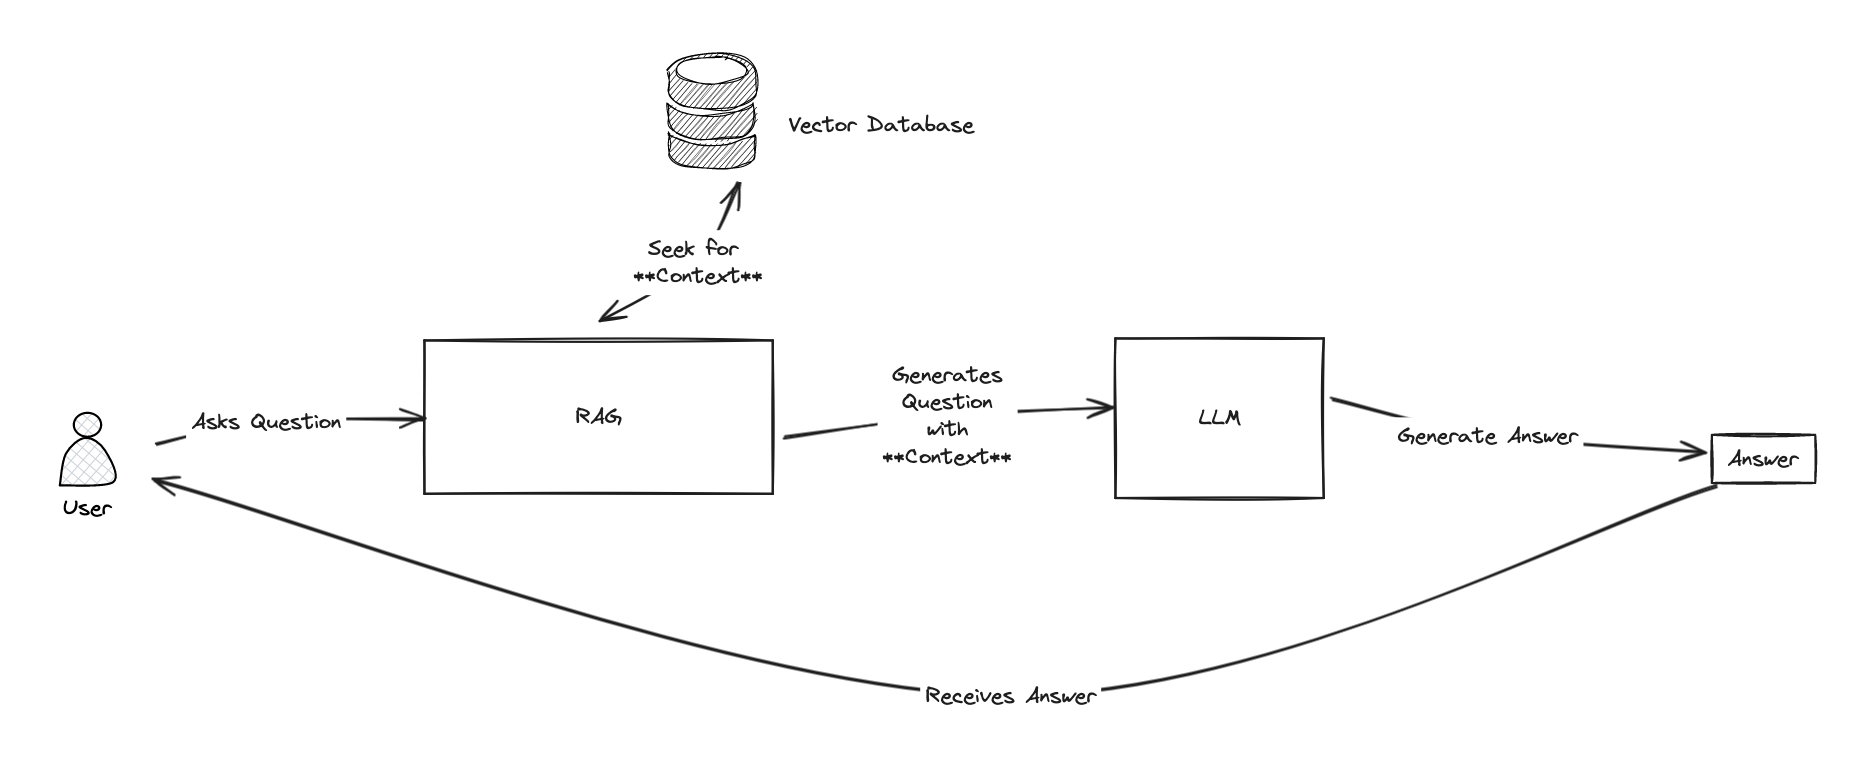 Vector Database
Seek for
**Context**
Generates
Question
with
**Context**
Asks Question
RAG
LLM
Generate Answer
Answer
User
Receives Answer